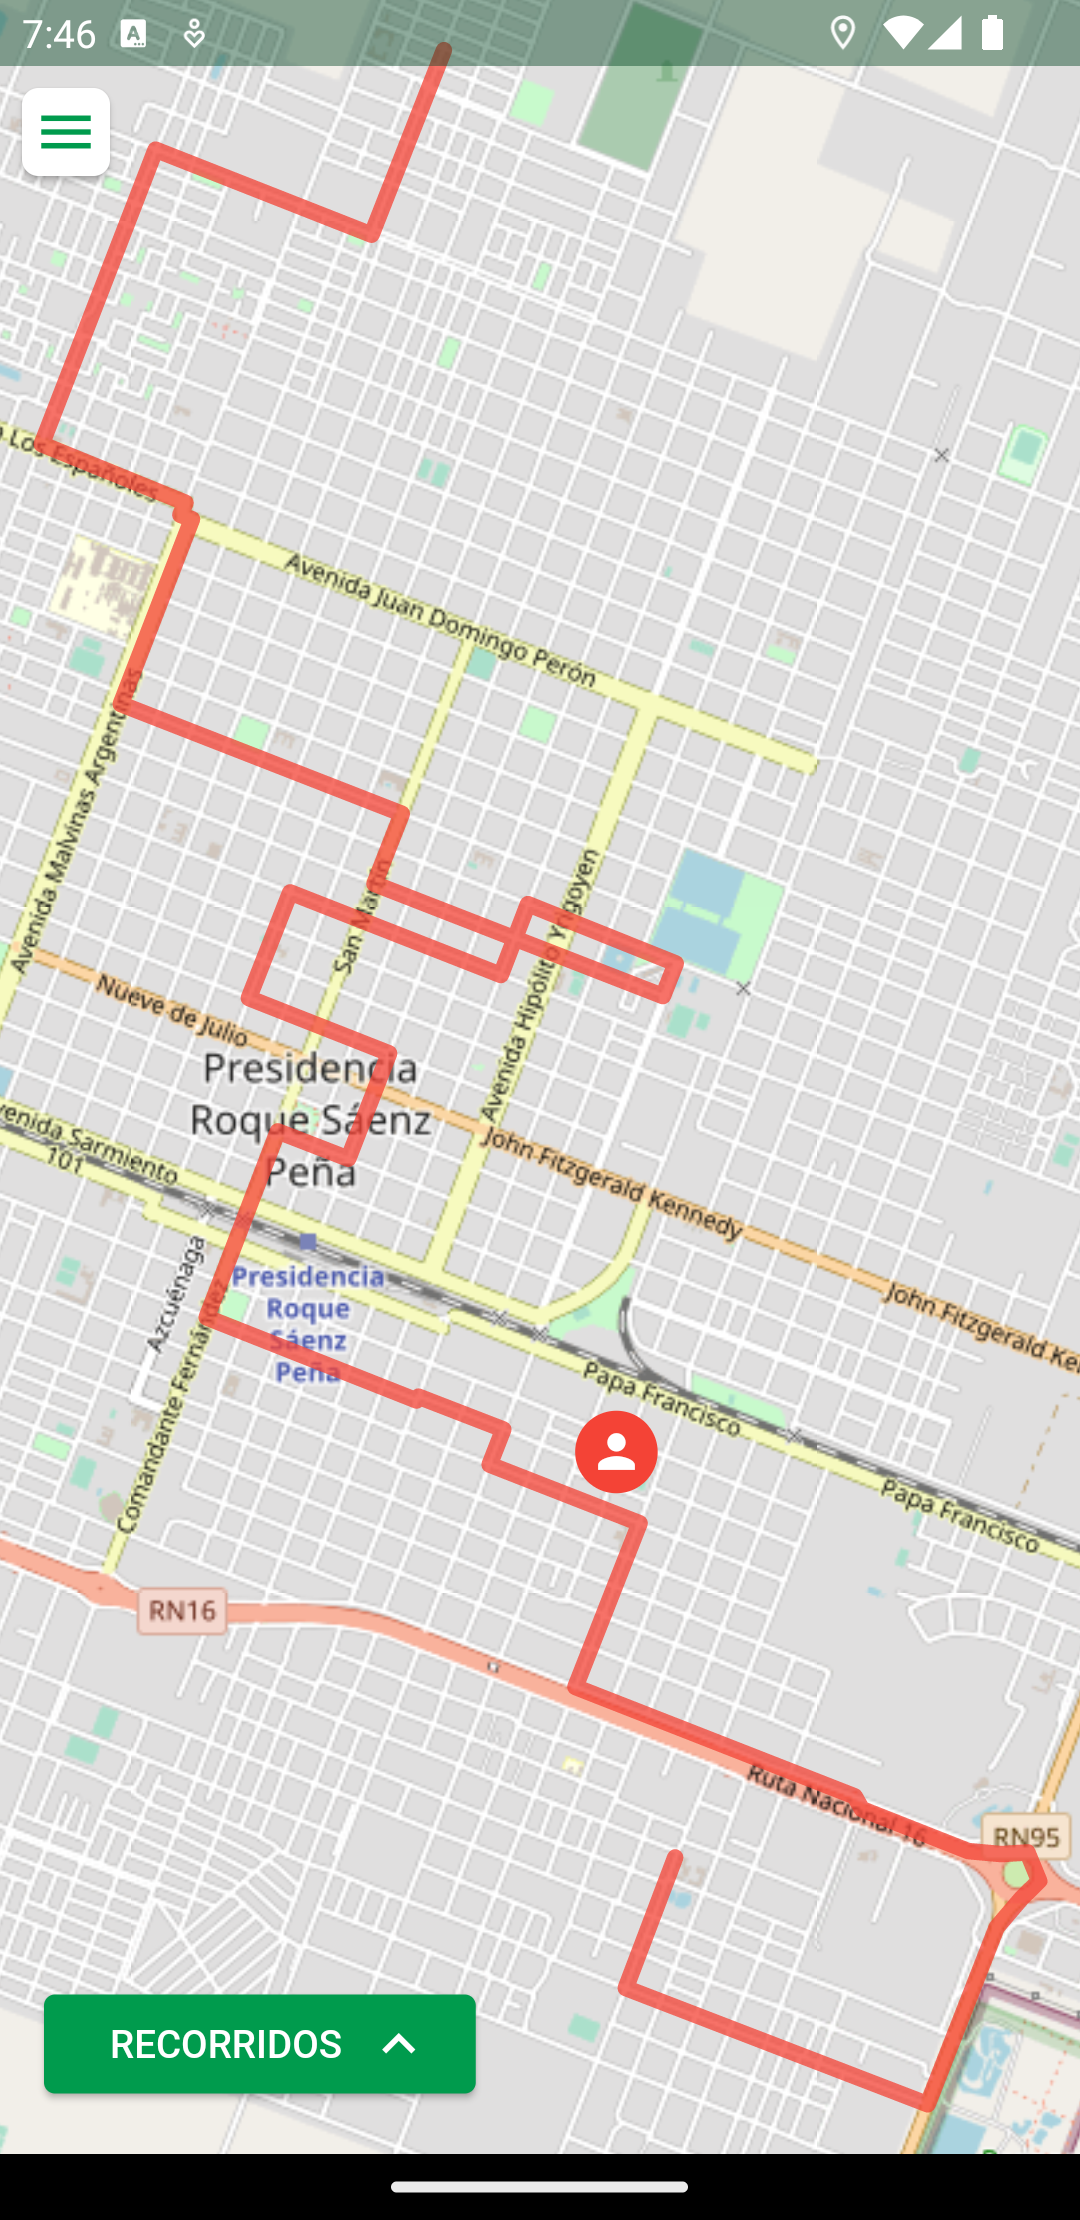 7:46
Los Españoles
Avenida Juan Domingo Perón
Avenida Malvinas Argentinas
San Martín
Avenida Hipólito Yrigoyen
Nueve de Julio
Presidencia
Roque Sáenz
Peña
John Fitzgerald Kennedy
John Fitzgerald Ke
venida Sarmiento
101
Azcuénaga
Presidencia
Roque
Sáenz
Peña
Comandante Fernández
Papa Francisco
Papa Francisco
RN16
Ruta Nacional 16
RN95
RECORRIDOS